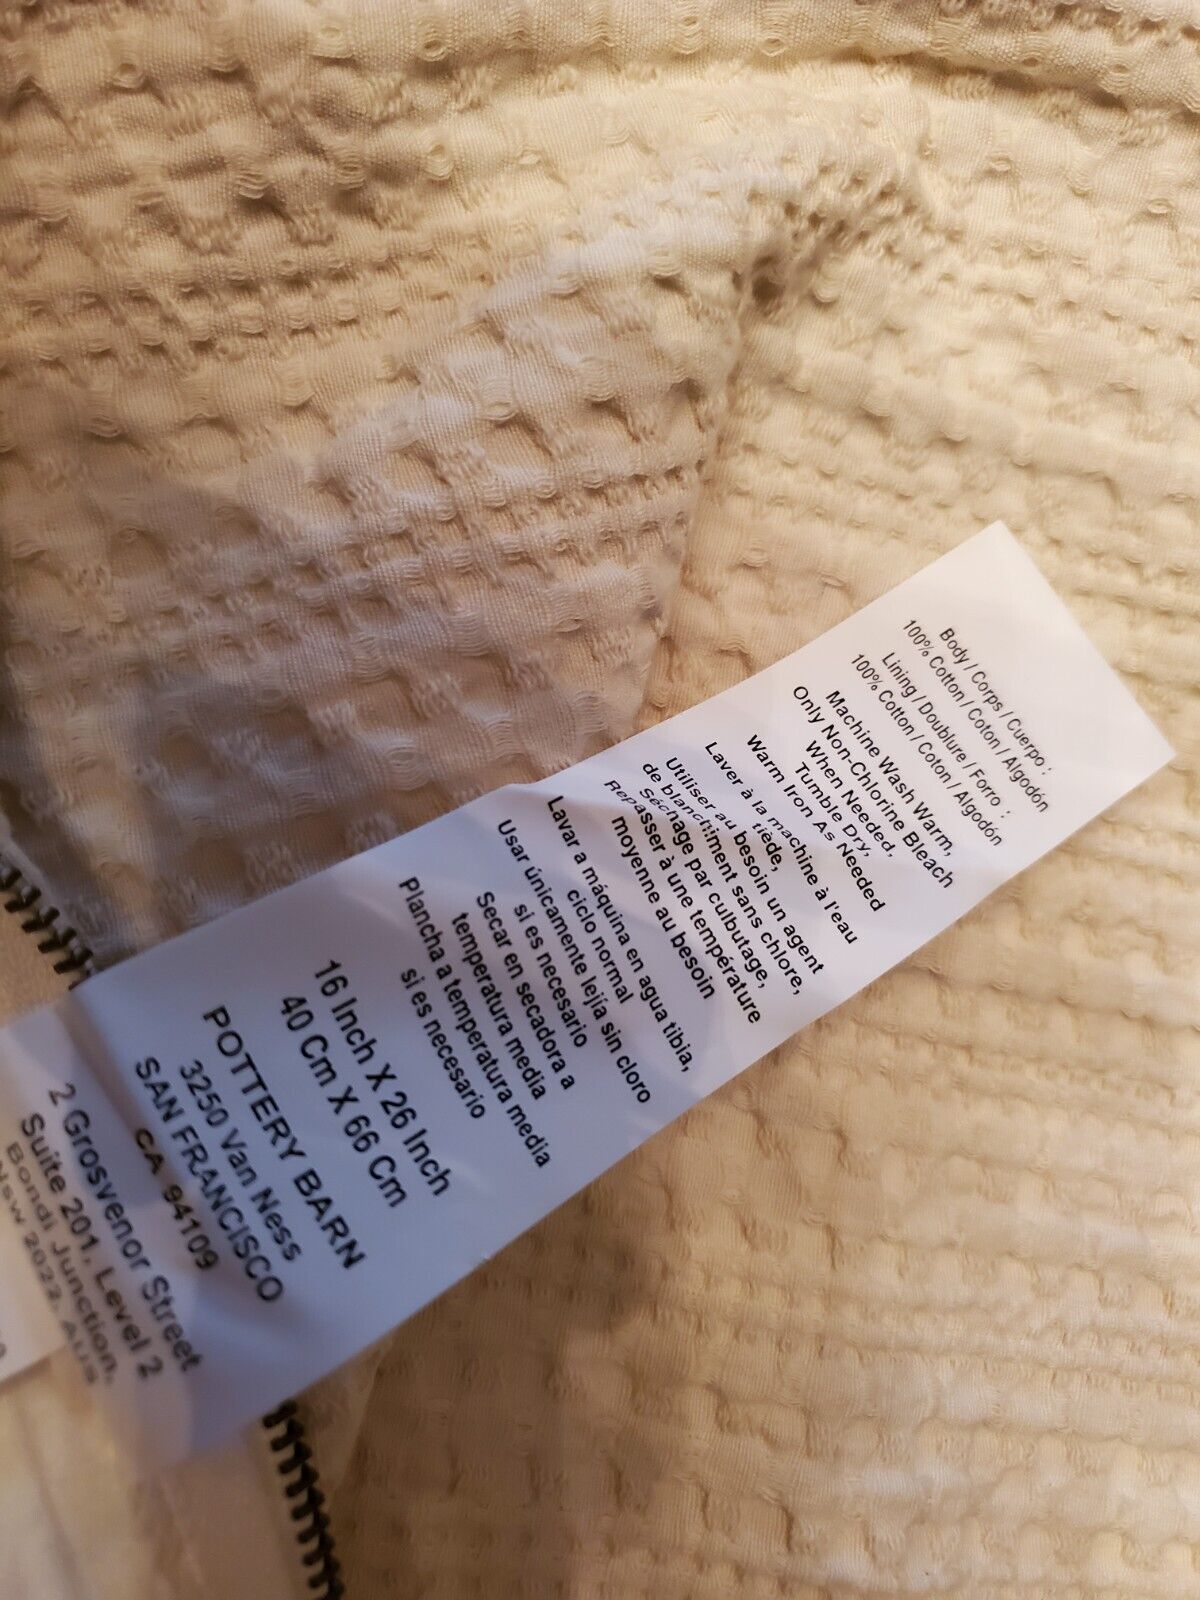 Body / Corps / Cuerpo :
100% Cotton / Coton / Algodón
Lining / Doublure / Forro :
100% Cotton / Coton / Algodón
Machine Wash Warm,
Only Non-Chlorine Bleach
When Needed,
Tumble Dry,
Warm Iron As Needed
Laver à la machine à l'eau
tiède,
Utiliser au besoin un agent
de blanchiment sans chlore,
Séchage par culbutage,
Repasser à une température
moyenne au besoin
Lavar a máquina en agua tibia,
ciclo normal
Usar únicamente lejía sin cloro
si es necesario
Secar en secadora a
temperatura media
Plancha a temperatura media
si es necesario
16 Inch X 26 Inch
40 Cm X 66 Cm
POTTERY BARN
3250 Van Ness
SAN FRANCISCO
CA 94109
2 Grosvenor Street
Suite 201, Level 2
Bondi Junction,
Nsw 2022, AUS